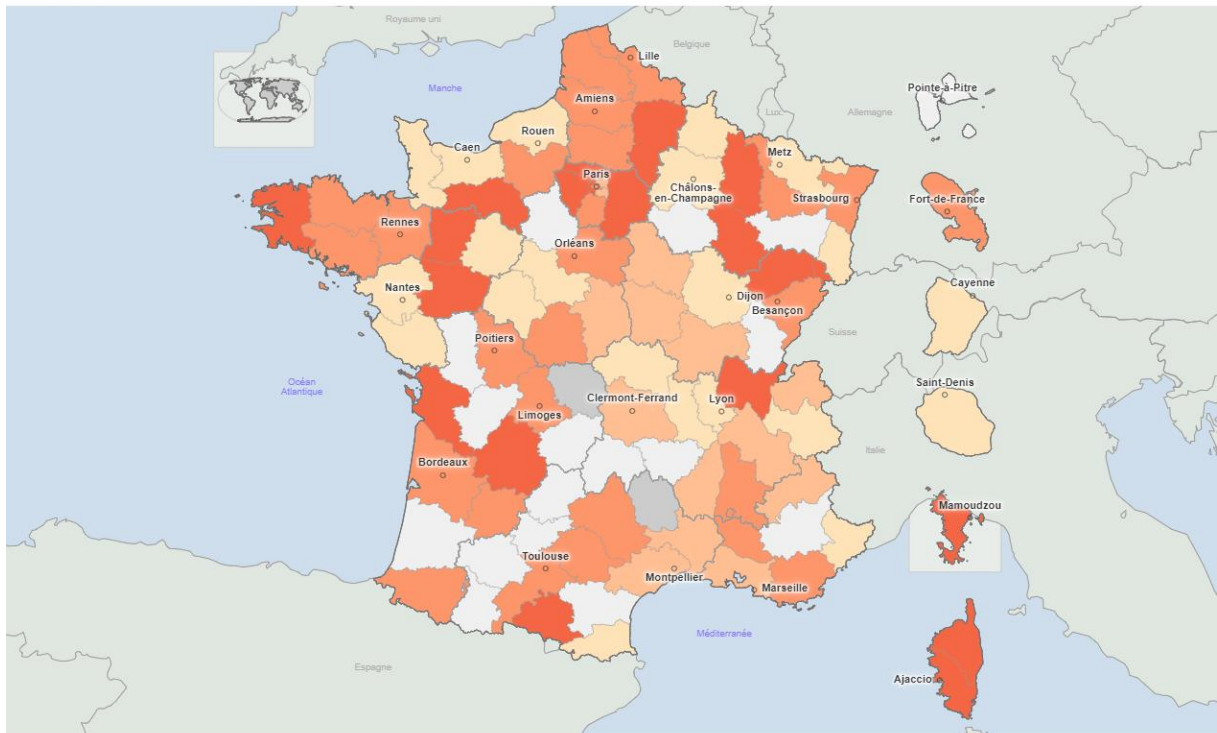 Royaume uni
Belgique
Lille
Manche
Pointe-à-Pitre
Amiens
Lux.
Allemagne
Rouen
Caen
Metz
Paris
Châlons-
en-Champagne
Strasbourg
Fort-de-France
Rennes
Orléans
Nantes
Dijon
Cayenne
Besançon
Suisse
Poitiers
Océan
Atlantique
Saint-Denis
Clermont-Ferrand
Lyon
Limoges
Italie
Bordeaux
Mamoudzou
Toulouse
Montpellier
Marseille
Méditerranée
Espagne
Ajaccio